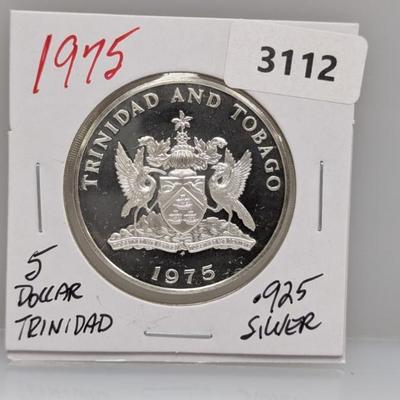 1975
3112
TRINIDAD AND TOBAGO
1975
5
DOLLAR
TRINIDAD
.925
SILVER